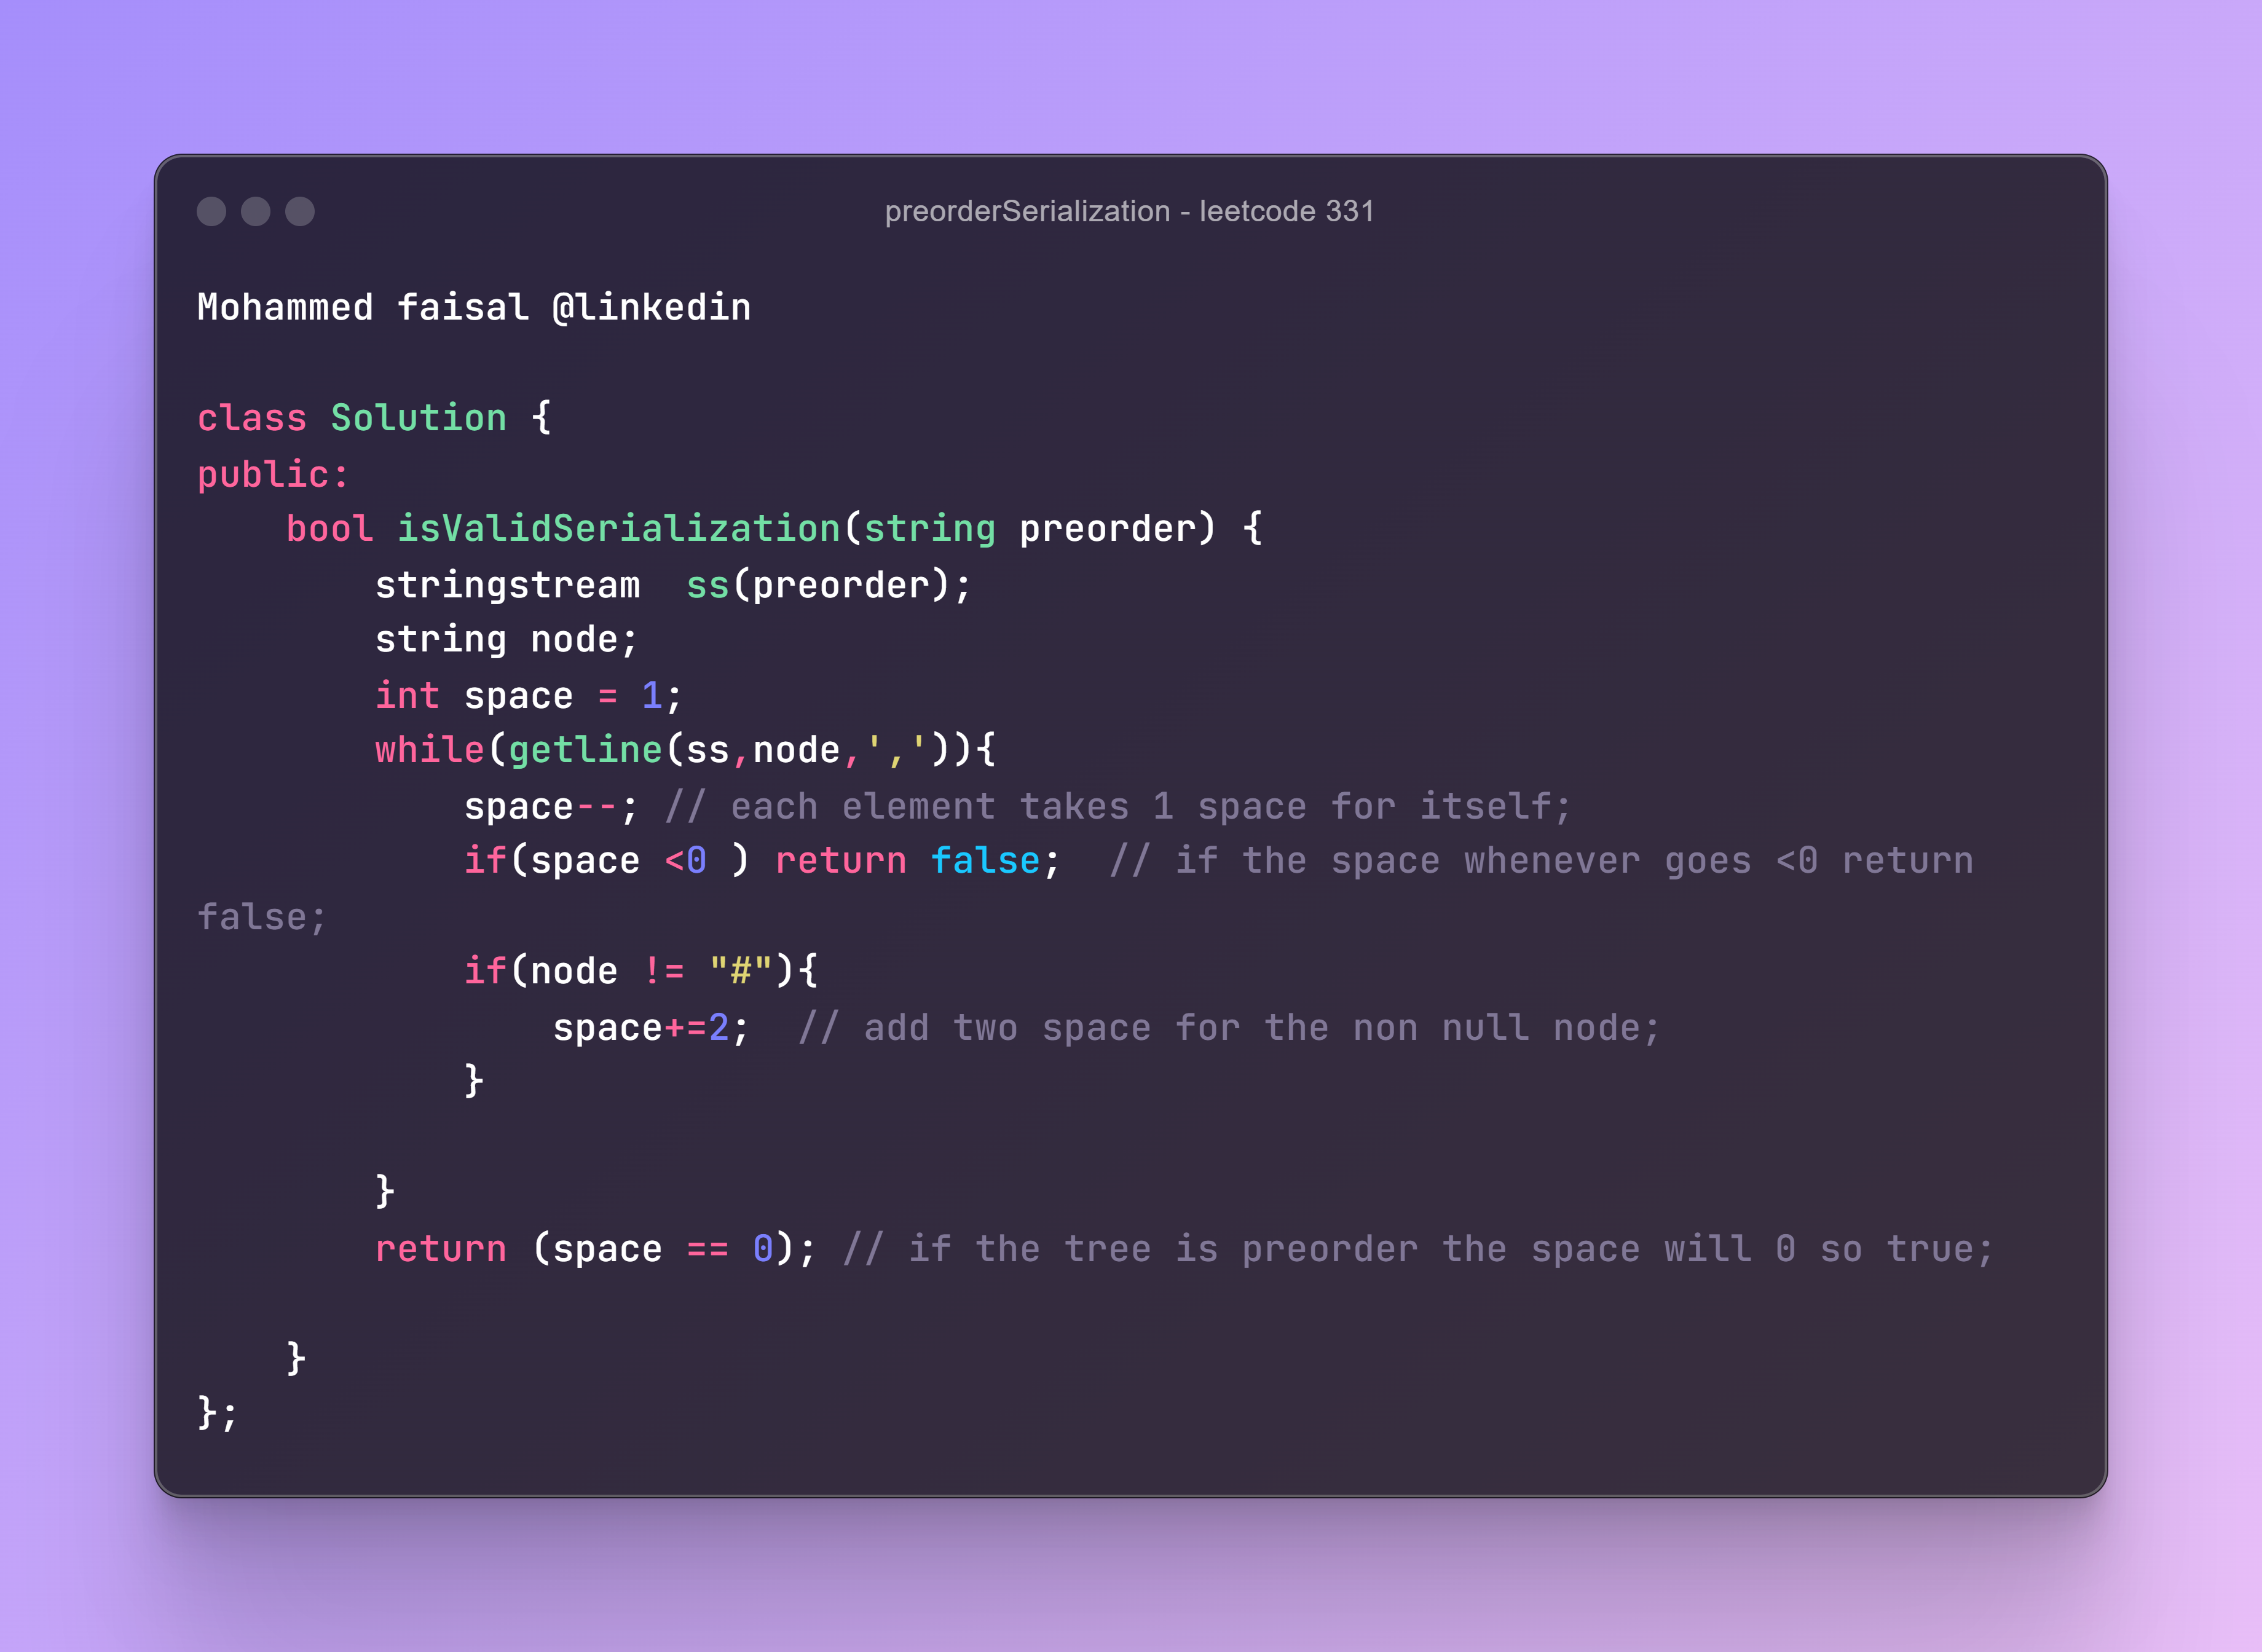 preorderSerialization - leetcode 331
Mohammed faisal @linkedin
class Solution {
public:
    bool isValidSerialization(string preorder) {
        stringstream  ss(preorder);
        string node;
        int space = 1;
        while(getline(ss,node,',')){
            space--; // each element takes 1 space for itself;
            if(space <0 ) return false;  // if the space whenever goes <0 return
false;
            if(node != "#"){
                space+=2;  // add two space for the non null node;
            }
        }
        return (space == 0); // if the tree is preorder the space will 0 so true;
    }
};